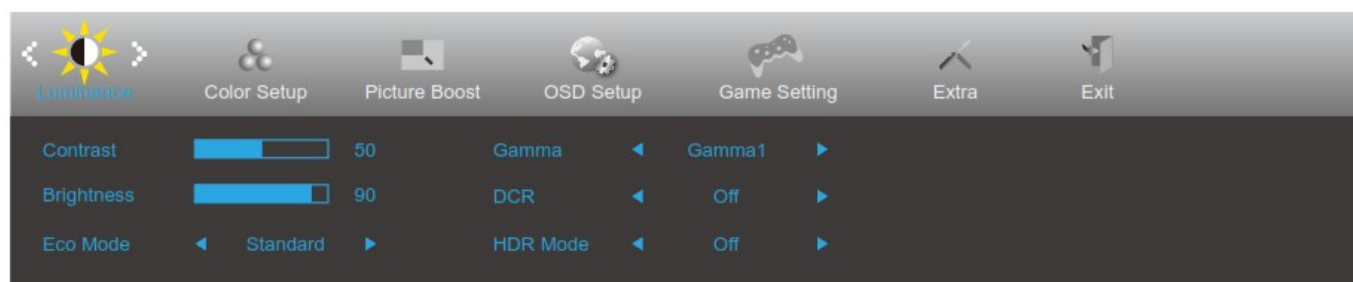 Luminance Color Setup Picture Boost OSD Setup Game Setting Extra Exit
Contrast 50 Gamma Gamma1
Brightness 90 DCR Off
Eco Mode Standard HDR Mode Off